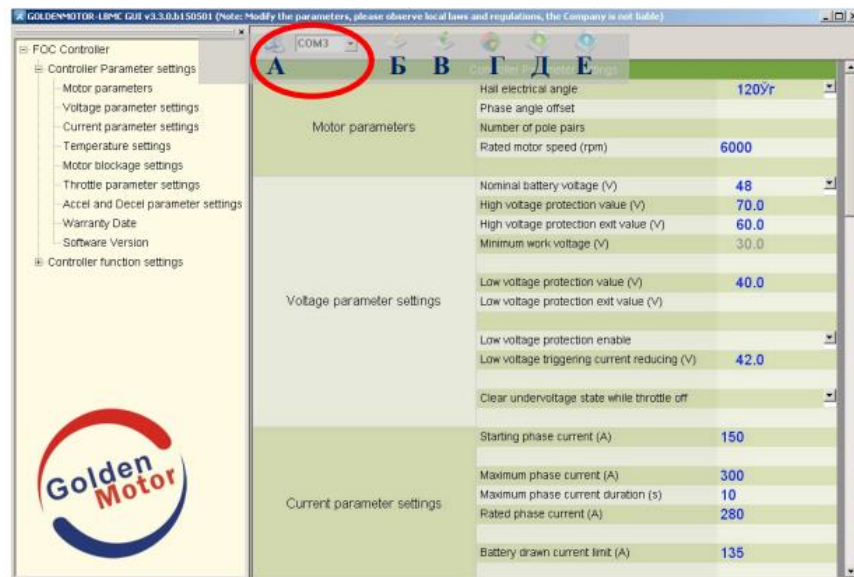 GOLDENMOTOR-LBMC GUI v3.3.0.b150501 (Note: Modify the parameters, please observe local laws and regulations, the Company is not liable)
COM3
А Б В Г Д Е
FOC Controller
Controller Parameter settings
Motor parameters
Voltage parameter settings
Current parameter settings
Temperature settings
Motor blockage settings
Throttle parameter settings
Accel and Decel parameter settings
Warranty Date
Software Version
Controller function settings
Golden
Motor
Controller Parameter settings
Motor parameters
Hall electrical angle 120Ўг
Phase angle offset
Number of pole pairs
Rated motor speed (rpm) 6000
Voltage parameter settings
Nominal battery voltage (V) 48
High voltage protection value (V) 70.0
High voltage protection exit value (V) 60.0
Minimum work voltage (V) 30.0
Low voltage protection value (V) 40.0
Low voltage protection exit value (V)
Low voltage protection enable
Low voltage triggering current reducing (V) 42.0
Clear undervoltage state while throttle off
Current parameter settings
Starting phase current (A) 150
Maximum phase current (A) 300
Maximum phase current duration (s) 10
Rated phase current (A) 280
Battery drawn current limit (A) 135